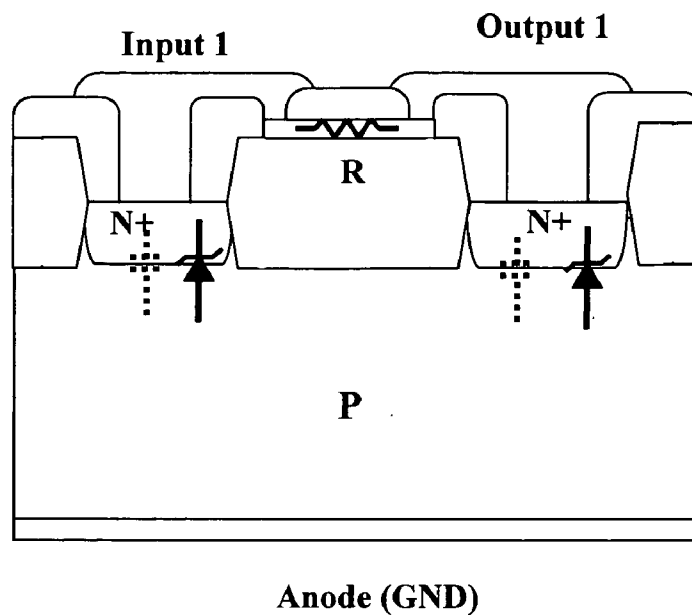 Input 1
Output 1
R
N+
N+
P
Anode (GND)